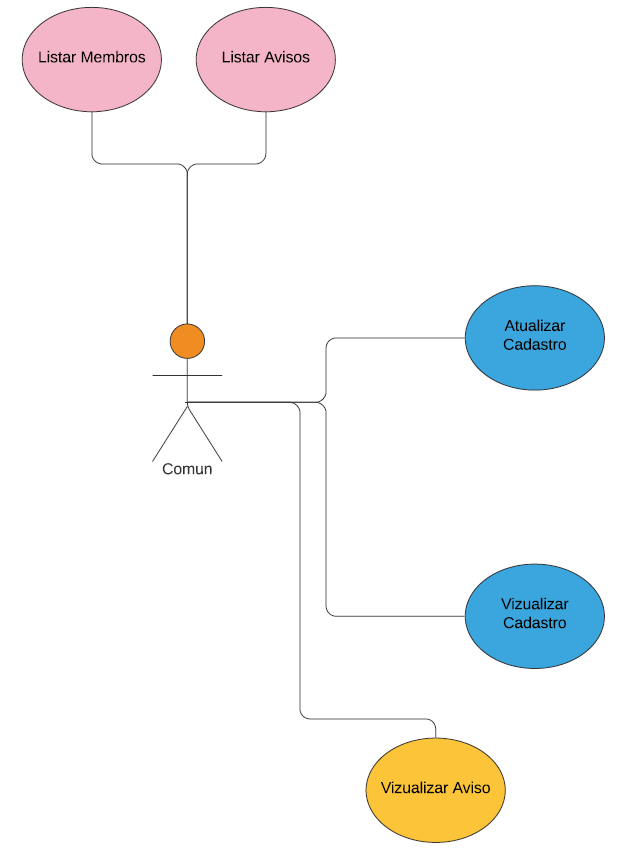 Listar Membros
Listar Avisos
Atualizar
Cadastro
Comun
Vizualizar
Cadastro
Vizualizar Aviso